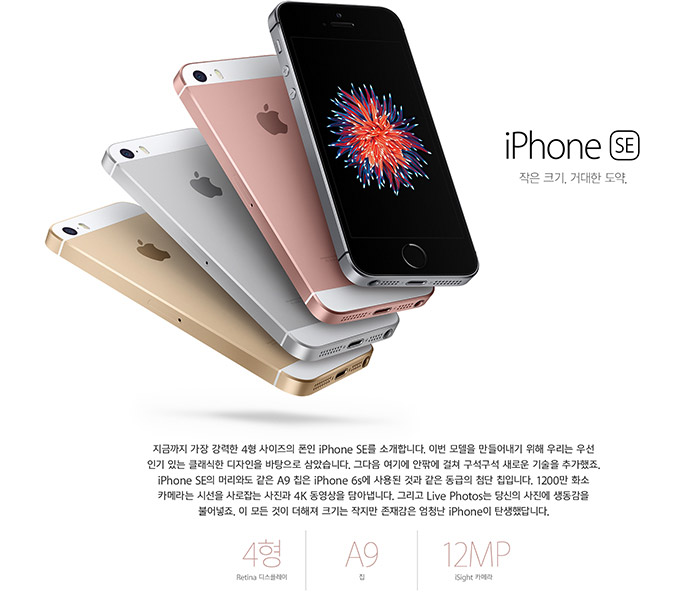 iPhone SE
작은 크기. 거대한 도약.
지금까지 가장 강력한 4형 사이즈의 폰인 iPhone SE를 소개합니다. 이번 모델을 만들어내기 위해 우리는 우선
인기 있는 클래식한 디자인을 바탕으로 삼았습니다. 그다음 여기에 안팎에 걸쳐 구석구석 새로운 기술을 추가했죠.
iPhone SE의 머리와도 같은 A9 칩은 iPhone 6s에 사용된 것과 같은 동급의 첨단 칩입니다. 1200만 화소
카메라는 시선을 사로잡는 사진과 4K 동영상을 담아냅니다. 그리고 Live Photos는 당신의 사진에 생동감을
불어넣죠. 이 모든 것이 더해져 크기는 작지만 존재감은 엄청난 iPhone이 탄생했답니다.
4형 A9 12MP
Retina 디스플레이 칩 iSight 카메라